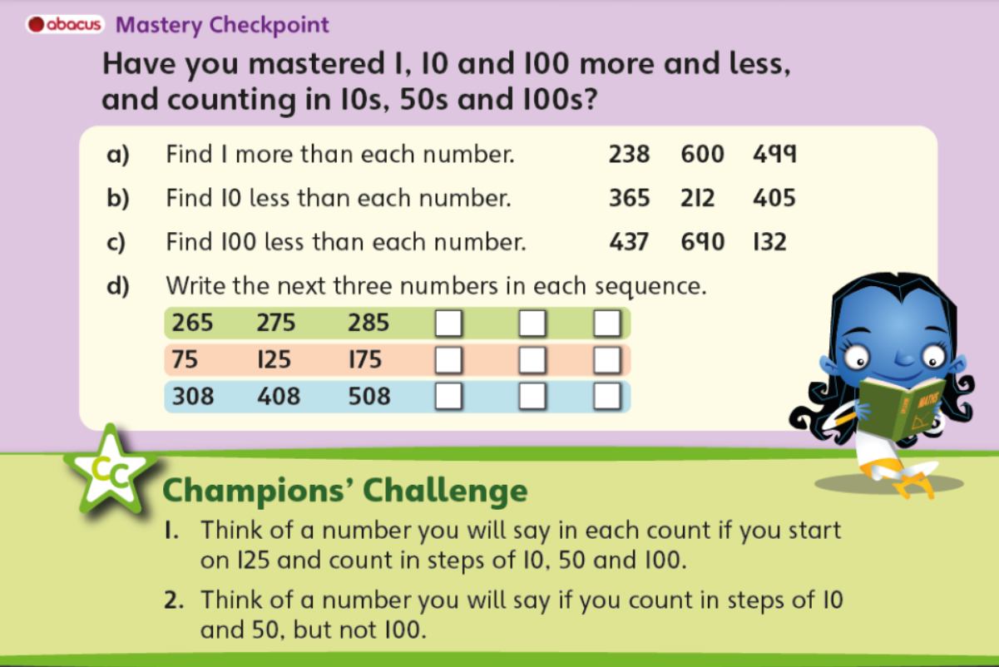 abacus Mastery Checkpoint
Have you mastered 1, 10 and 100 more and less,
and counting in 10s, 50s and 100s?
a) Find 1 more than each number. 238 600 499
b) Find 10 less than each number. 365 212 405
c) Find 100 less than each number. 437 690 132
d) Write the next three numbers in each sequence.
265 275 285
75 125 175
308 408 508
MATHS
CC
Champions’ Challenge
1. Think of a number you will say in each count if you start
on 125 and count in steps of 10, 50 and 100.
2. Think of a number you will say if you count in steps of 10
and 50, but not 100.